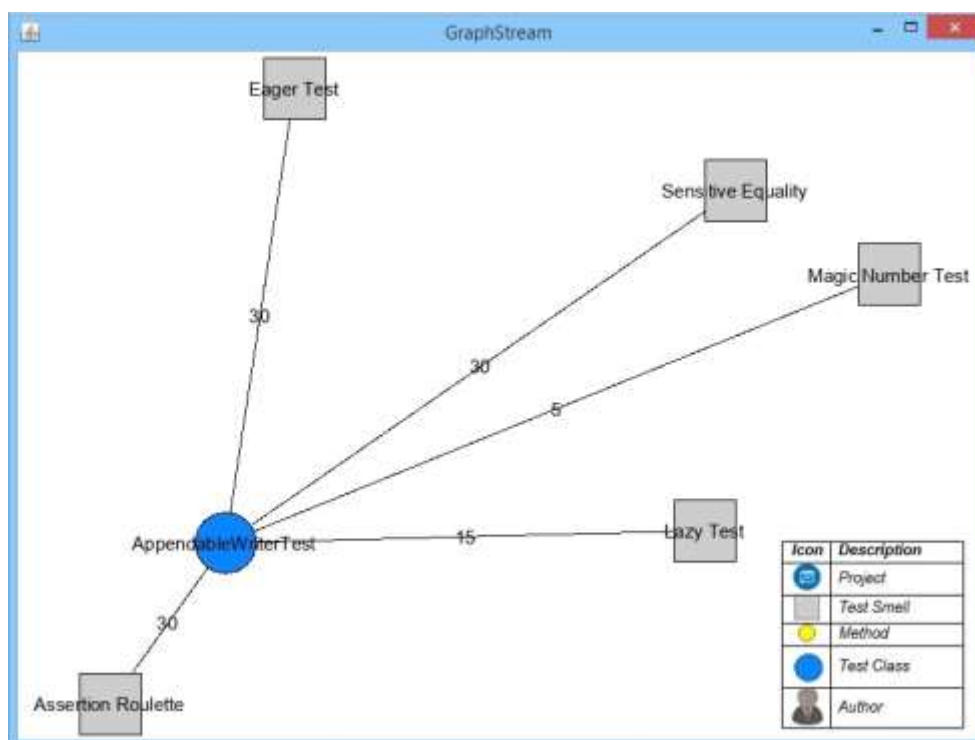 GraphStream
Eager Test
Sensitive Equality
Magic Number Test
30
30
5
AppendableWriterTest
15
Lazy Test
30
Assertion Roulette
Icon Description
Project
Test Smell
Method
Test Class
Author